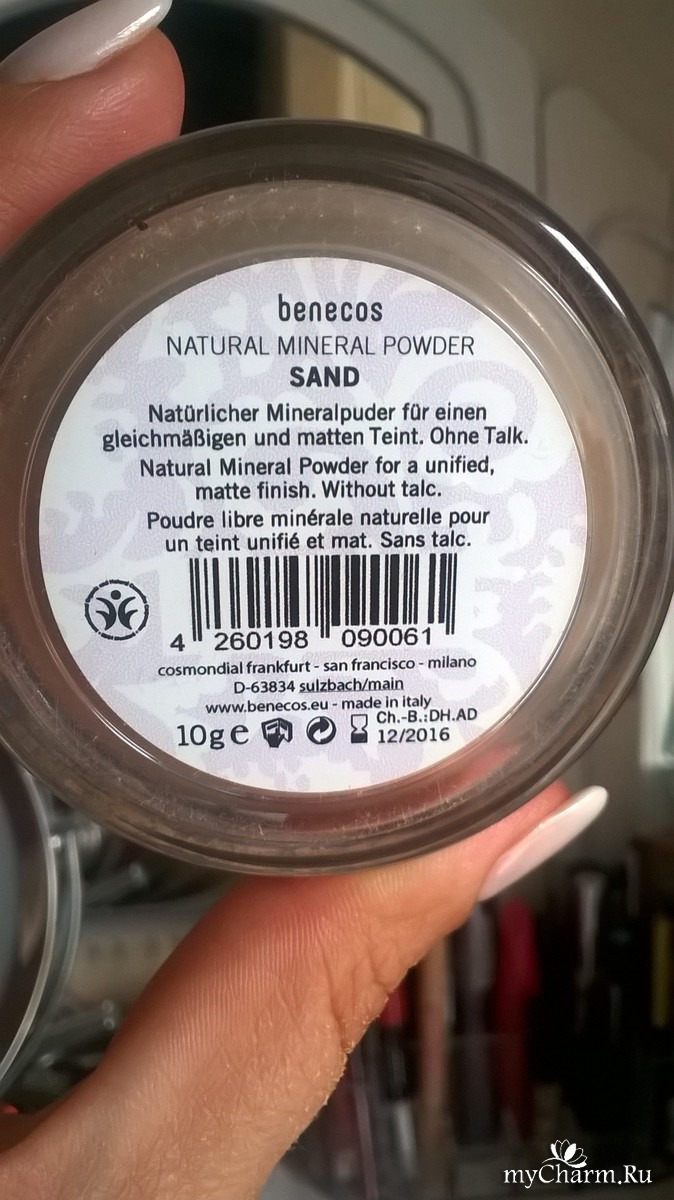 benecos
NATURAL MINERAL POWDER
SAND
Natürlicher Mineralpuder für einen
gleichmäßigen und matten Teint. Ohne Talk.
Natural Mineral Powder for a unified,
matte finish. Without talc.
Poudre libre minérale naturelle pour
un teint unifié et mat. Sans talc.
4 260198 090061
cosmondial frankfurt - san francisco - milano
D-63834 sulzbach/main
www.benecos.eu - made in italy
10g e Ch.-B.:DH.AD
12/2016
myCharm.Ru